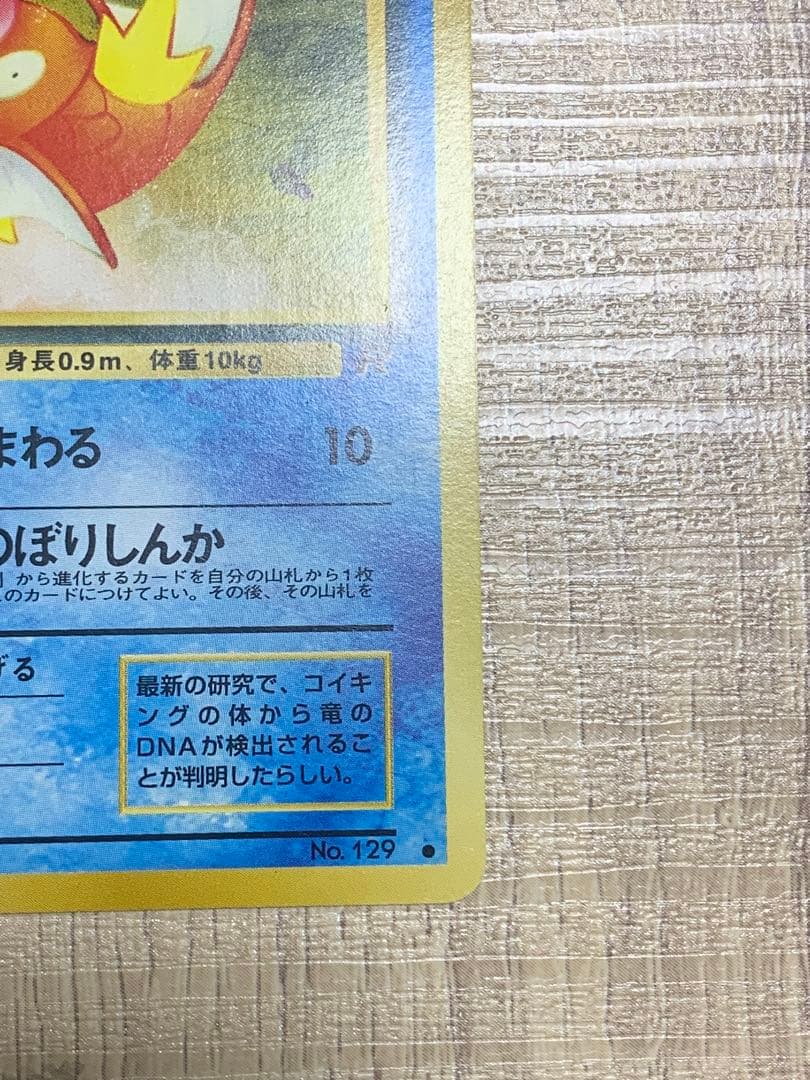 身長0.9m、体重10kg
R
まわる 10
のぼりしんか
」から進化するカードを自分の山札から1枚
このカードにつけてよい。その後、その山札を
げる
最新の研究で、コイキ
ングの体から竜の
DNAが検出されるこ
とが判明したらしい。
No. 129 ●